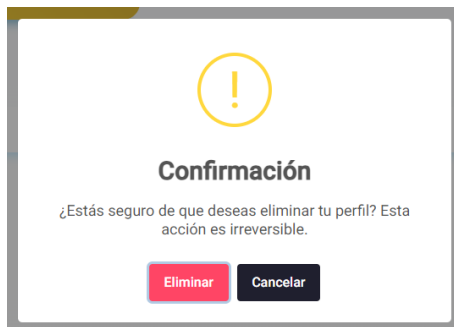 !
Confirmación
¿Estás seguro de que deseas eliminar tu perfil? Esta
acción es irreversible.
Eliminar Cancelar